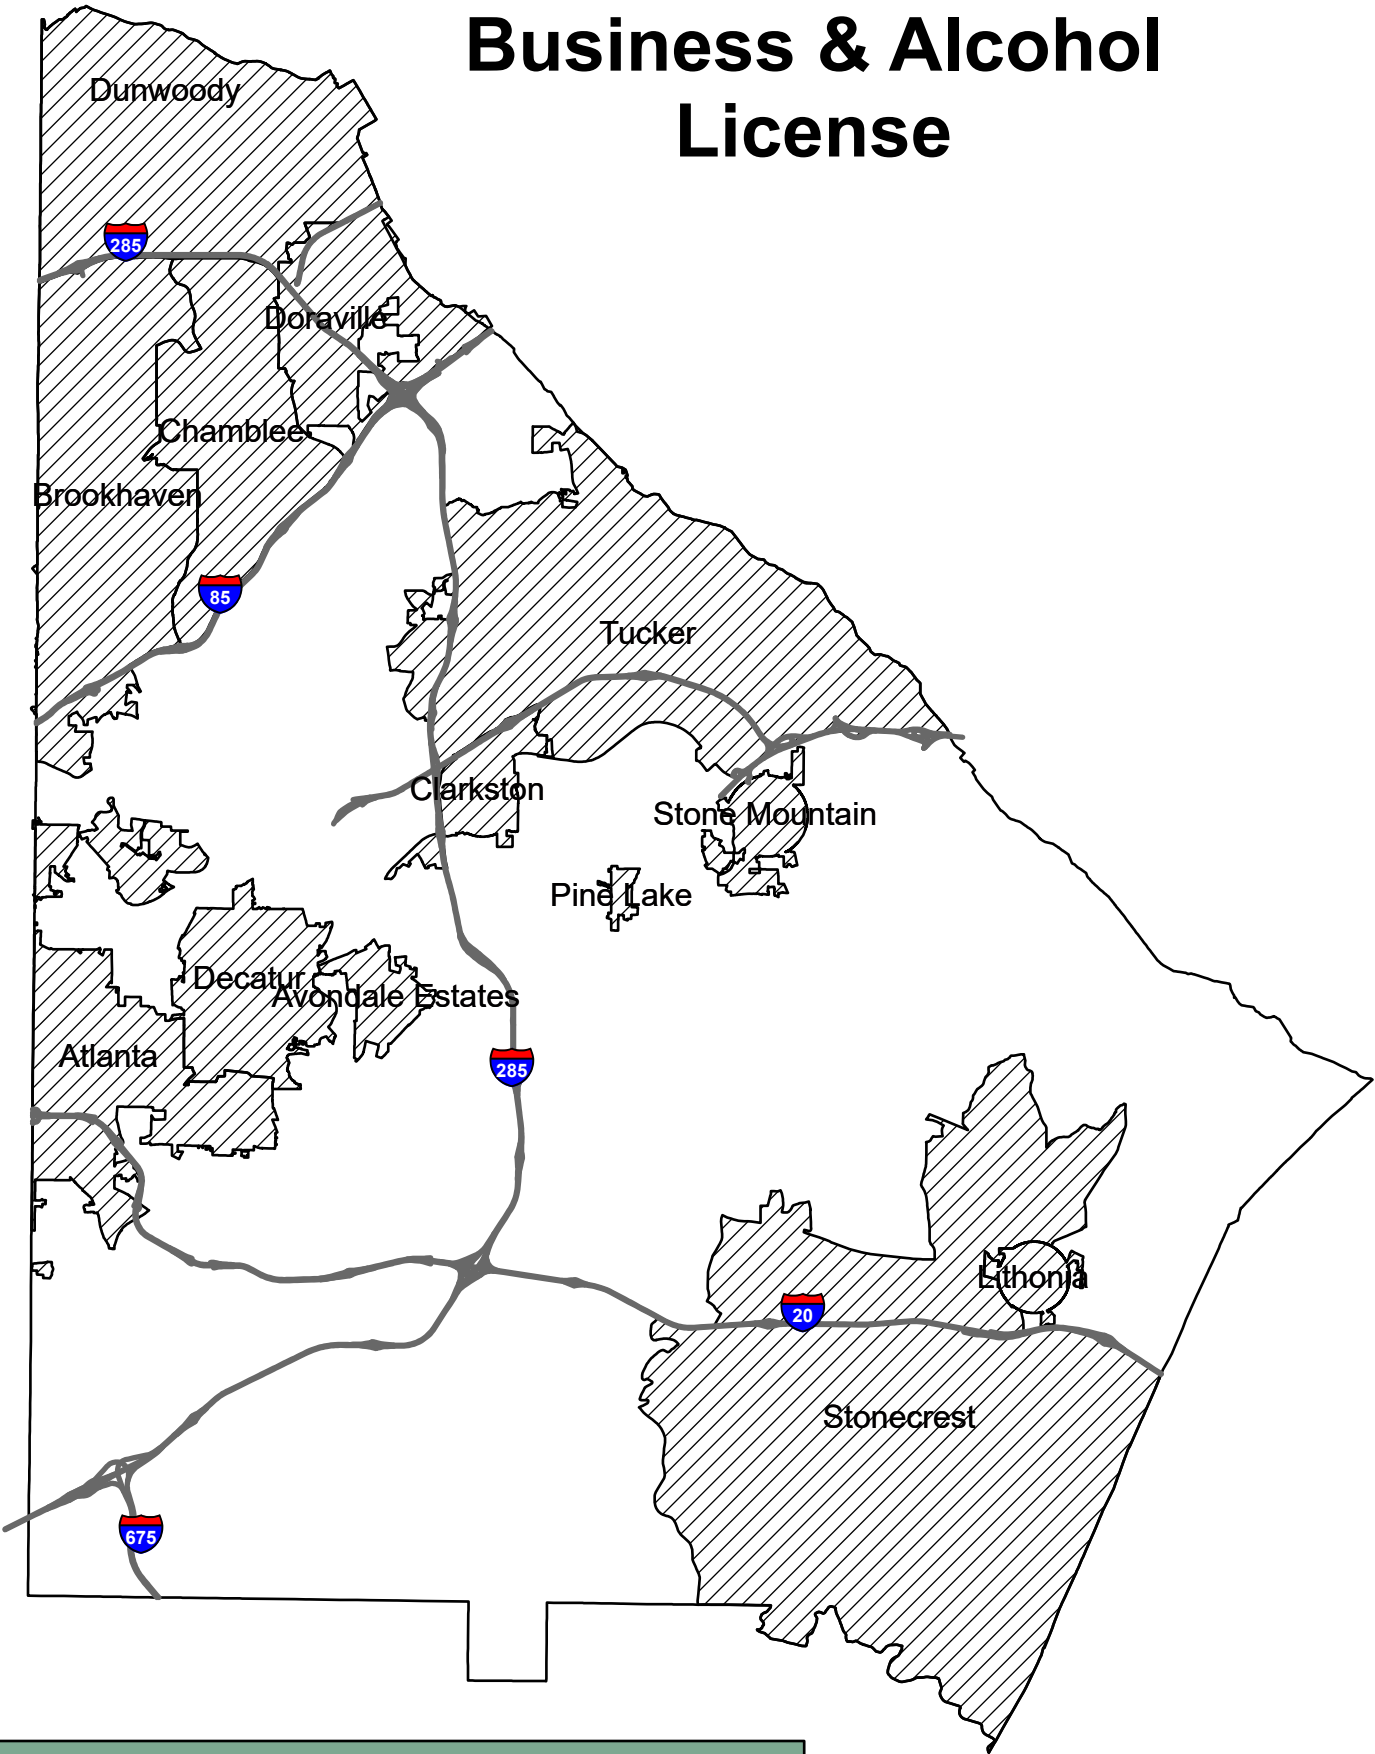 Business & Alcohol
License
Dunwoody
285
Doraville
Chamblee
Brookhaven
85
Tucker
Clarkston
Stone Mountain
Pine Lake
Decatur
Avondale Estates
Atlanta
285
Lithonia
20
Stonecrest
675